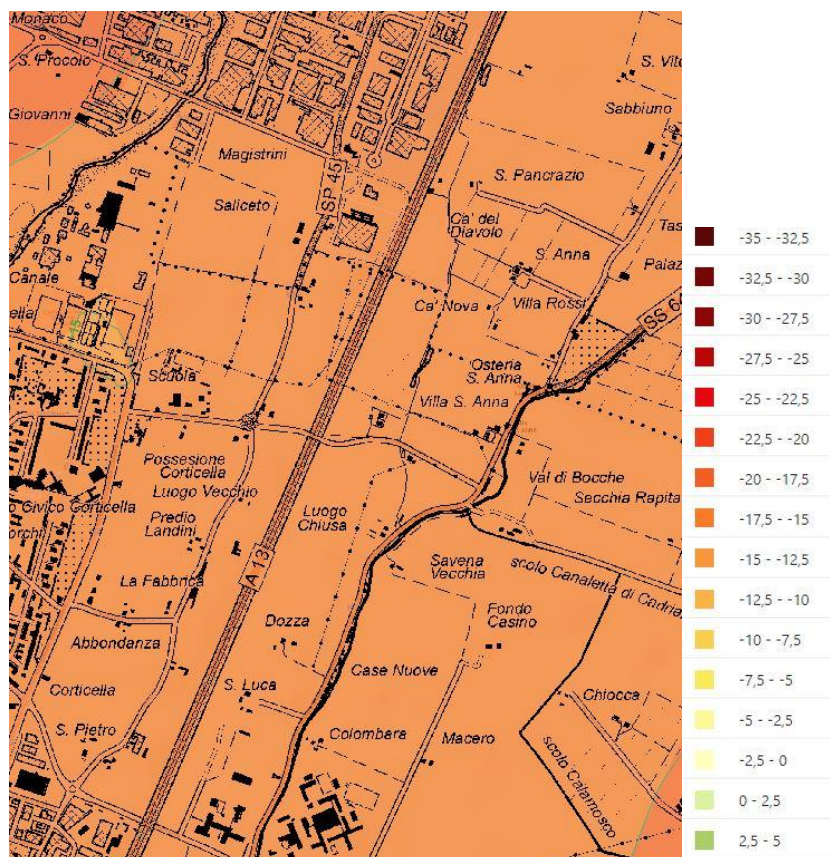 Monaco
S. Procolo
Giovanni
S. Vito
Sabbiuno
Magistrini
SP 45
S. Pancrazio
Saliceto
Ca' del
Diavolo
S. Anna
Canale
Ca' Nova
Villa Rossi
SS 64
ella
15
Osteria
S. Anna
Scuola
Villa S. Anna
Possesione
Corticella
Luogo Vecchio
Val di Bocche
Secchia Rapita
o Civico Corticella
Predio
Landini
Luogo
Chiusa
A 13
Savena
Vecchia
scolo Canaletta di Cadria
La Fabbrica
Fondo
Casino
Dozza
Abbondanza
Case Nuove
Corticella
S. Luca
Chiocca
S. Pietro
Colombara
Macero
scolo Calamosco
-35 - -32,5
-32,5 - -30
-30 - -27,5
-27,5 - -25
-25 - -22,5
-22,5 - -20
-20 - -17,5
-17,5 - -15
-15 - -12,5
-12,5 - -10
-10 - -7,5
-7,5 - -5
-5 - -2,5
-2,5 - 0
0 - 2,5
2,5 - 5